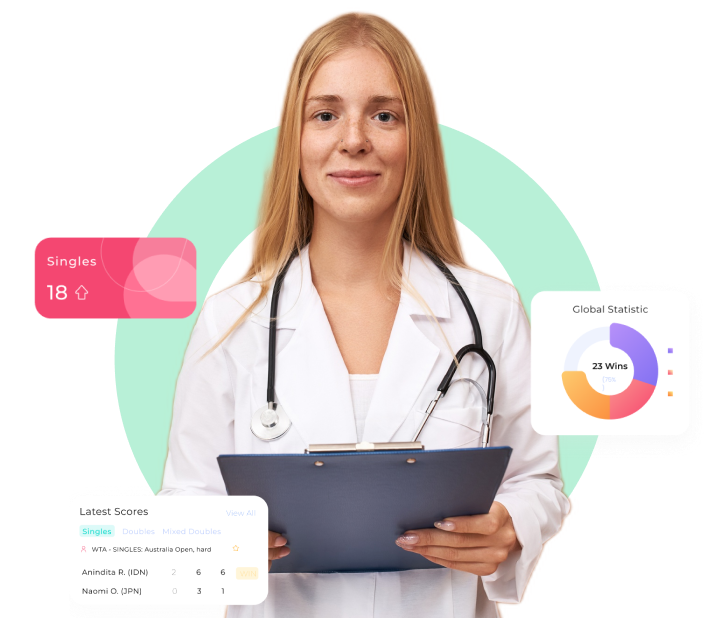 Singles
18
Global Statistic
23 Wins
Latest Scores
View All
Singles Doubles Mixed Doubles
WTA - SINGLES: Australia Open, hard
Anindita R. (IDN) 2 6 6 WIN
Naomi O. (JPN) 0 3 1